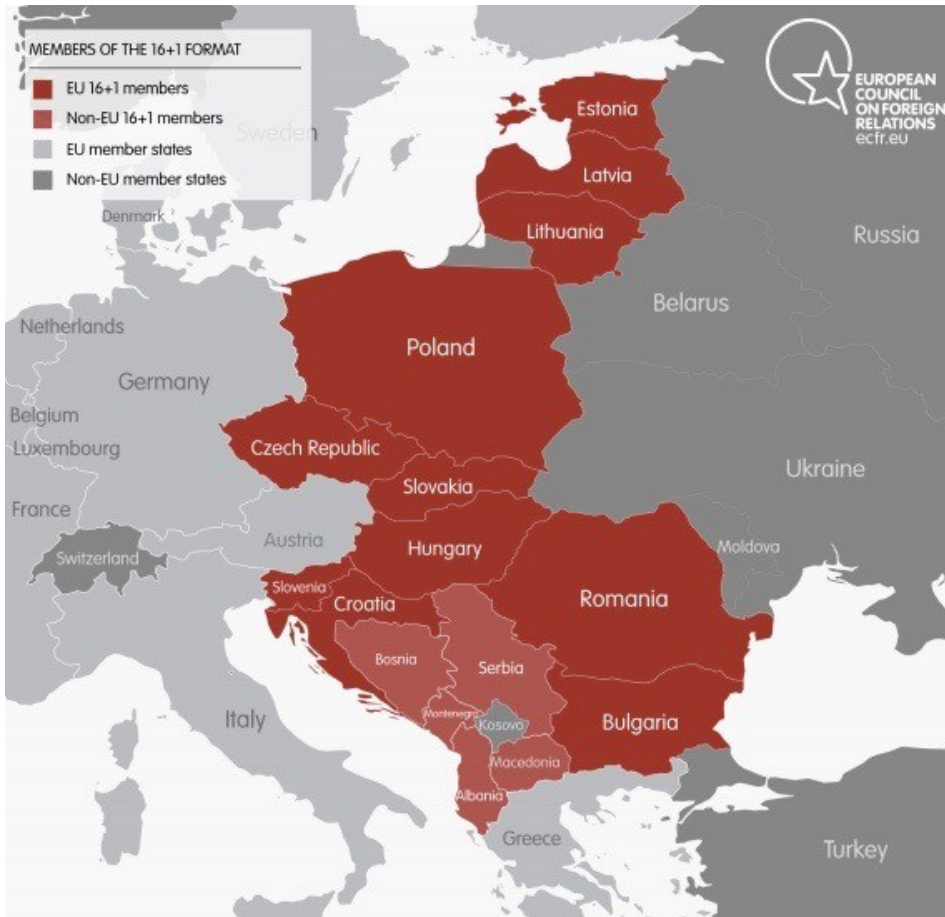 MEMBERS OF THE 16+1 FORMAT
EU 16+1 members
Non-EU 16+1 members
EU member states
Non-EU member states
EUROPEAN
COUNCIL
ON FOREIGN
RELATIONS
ecfr.eu
Sweden
Estonia
Latvia
Denmark
Lithuania
Russia
Belarus
Netherlands
Poland
Germany
Belgium
Luxembourg
Czech Republic
Ukraine
Slovakia
France
Austria
Hungary
Moldova
Switzerland
Slovenia
Croatia
Romania
Bosnia
Serbia
Italy
Montenegro
Kosovo
Bulgaria
Macedonia
Albania
Greece
Turkey